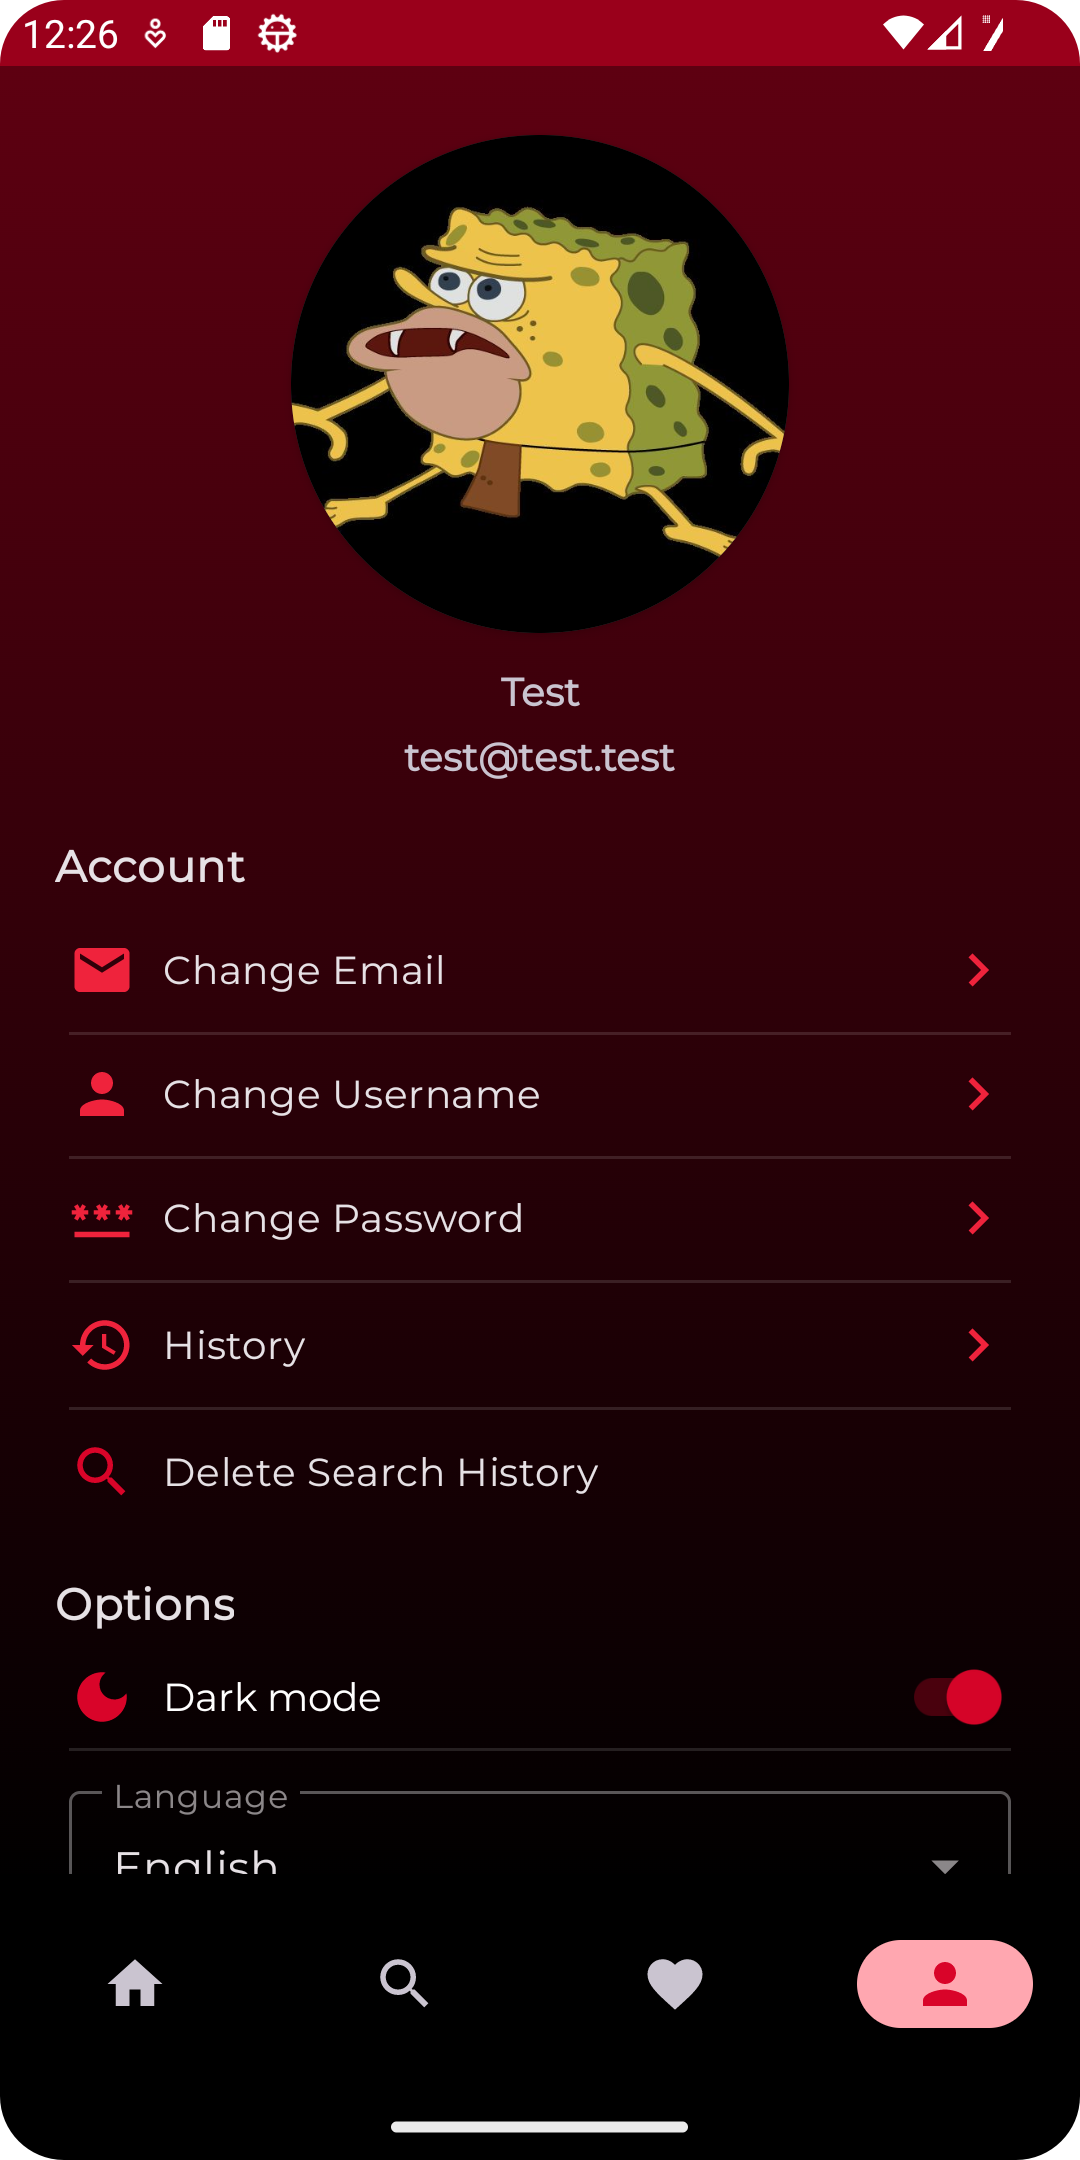 12:26
Test
test@test.test
Account
Change Email
Change Username
Change Password
History
Delete Search History
Options
Dark mode
Language
English